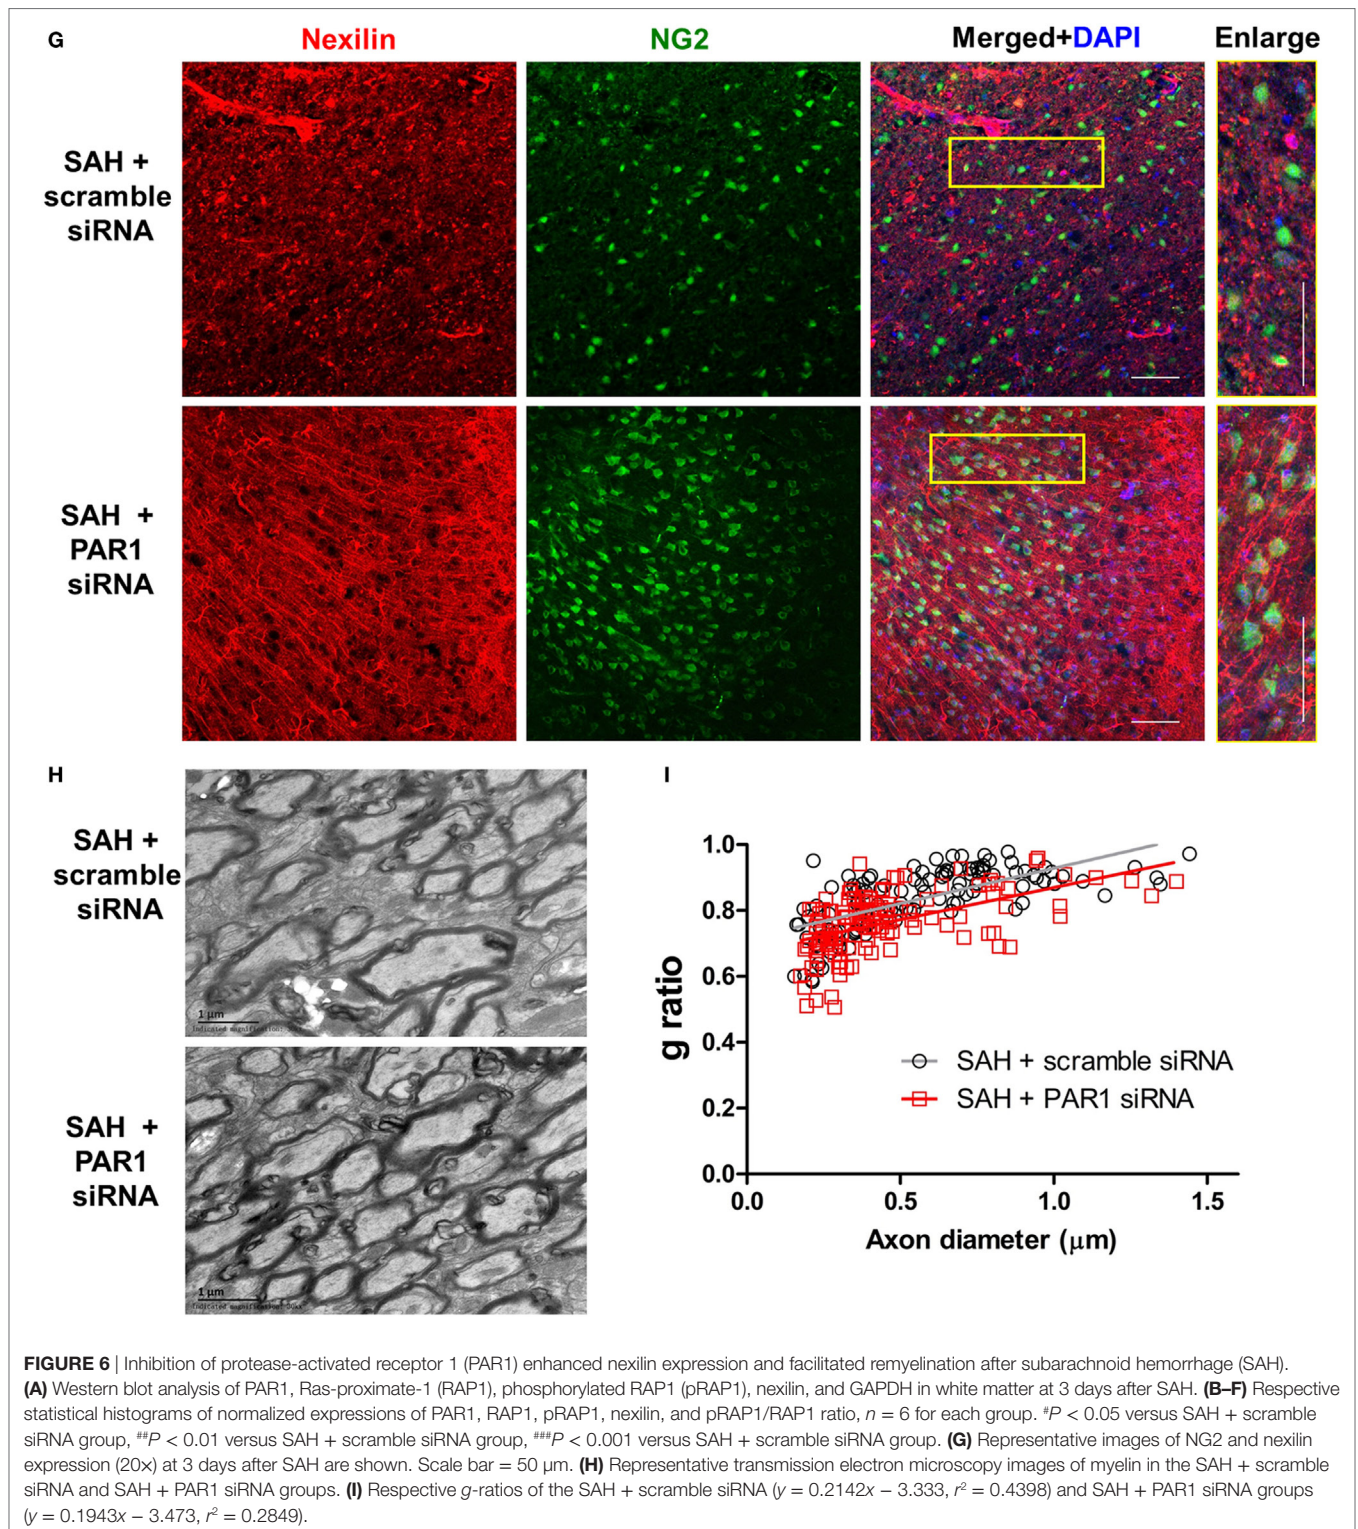 G
Nexilin
NG2
Merged+DAPI
Enlarge
SAH +
scramble
siRNA
SAH +
PAR1
siRNA
H
SAH +
scramble
siRNA
1 μm
Indicated magnification:
SAH +
PAR1
siRNA
1 μm
Indicated magnification:
I
g ratio
1.0
0.8
0.6
0.4
0.2
0.0
0.0
0.5
1.0
1.5
Axon diameter (μm)
SAH + scramble siRNA
SAH + PAR1 siRNA
FIGURE 6 | Inhibition of protease-activated receptor 1 (PAR1) enhanced nexilin expression and facilitated remyelination after subarachnoid hemorrhage (SAH).
(A) Western blot analysis of PAR1, Ras-proximate-1 (RAP1), phosphorylated RAP1 (pRAP1), nexilin, and GAPDH in white matter at 3 days after SAH. (B–F) Respective
statistical histograms of normalized expressions of PAR1, RAP1, pRAP1, nexilin, and pRAP1/RAP1 ratio, n = 6 for each group. #P < 0.05 versus SAH + scramble
siRNA group, ##P < 0.01 versus SAH + scramble siRNA group, ###P < 0.001 versus SAH + scramble siRNA group. (G) Representative images of NG2 and nexilin
expression (20×) at 3 days after SAH are shown. Scale bar = 50 μm. (H) Representative transmission electron microscopy images of myelin in the SAH + scramble
siRNA and SAH + PAR1 siRNA groups. (I) Respective g-ratios of the SAH + scramble siRNA (y = 0.2142x − 3.333, r² = 0.4398) and SAH + PAR1 siRNA groups
(y = 0.1943x − 3.473, r² = 0.2849).